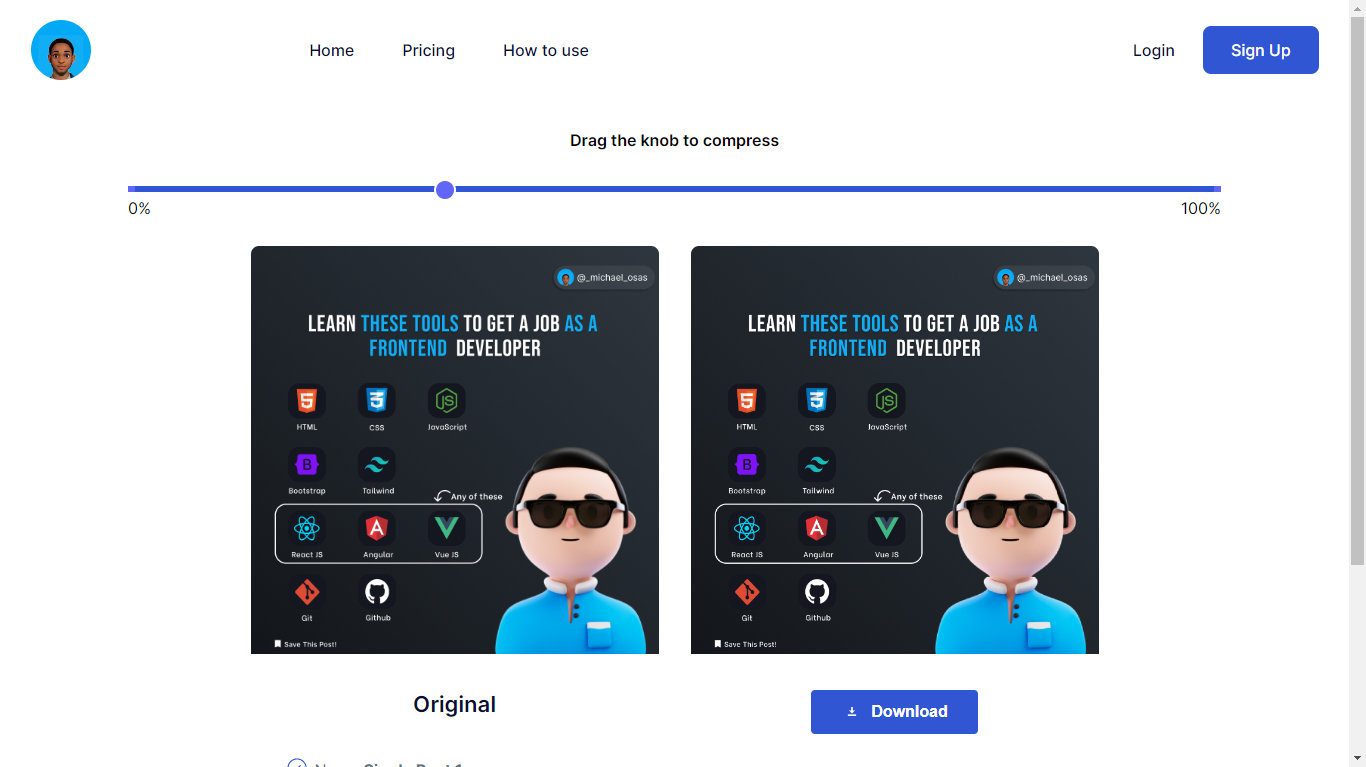 Home Pricing How to use Login Sign Up
Drag the knob to compress
0% 100%
@_michael_osas
LEARN THESE TOOLS TO GET A JOB AS A
FRONTEND DEVELOPER
HTML CSS JavaScript
Bootstrap Tailwind
Any of these
React JS Angular Vue JS
Git Github
Save This Post!
@_michael_osas
LEARN THESE TOOLS TO GET A JOB AS A
FRONTEND DEVELOPER
HTML CSS JavaScript
Bootstrap Tailwind
Any of these
React JS Angular Vue JS
Git Github
Save This Post!
Original
Download